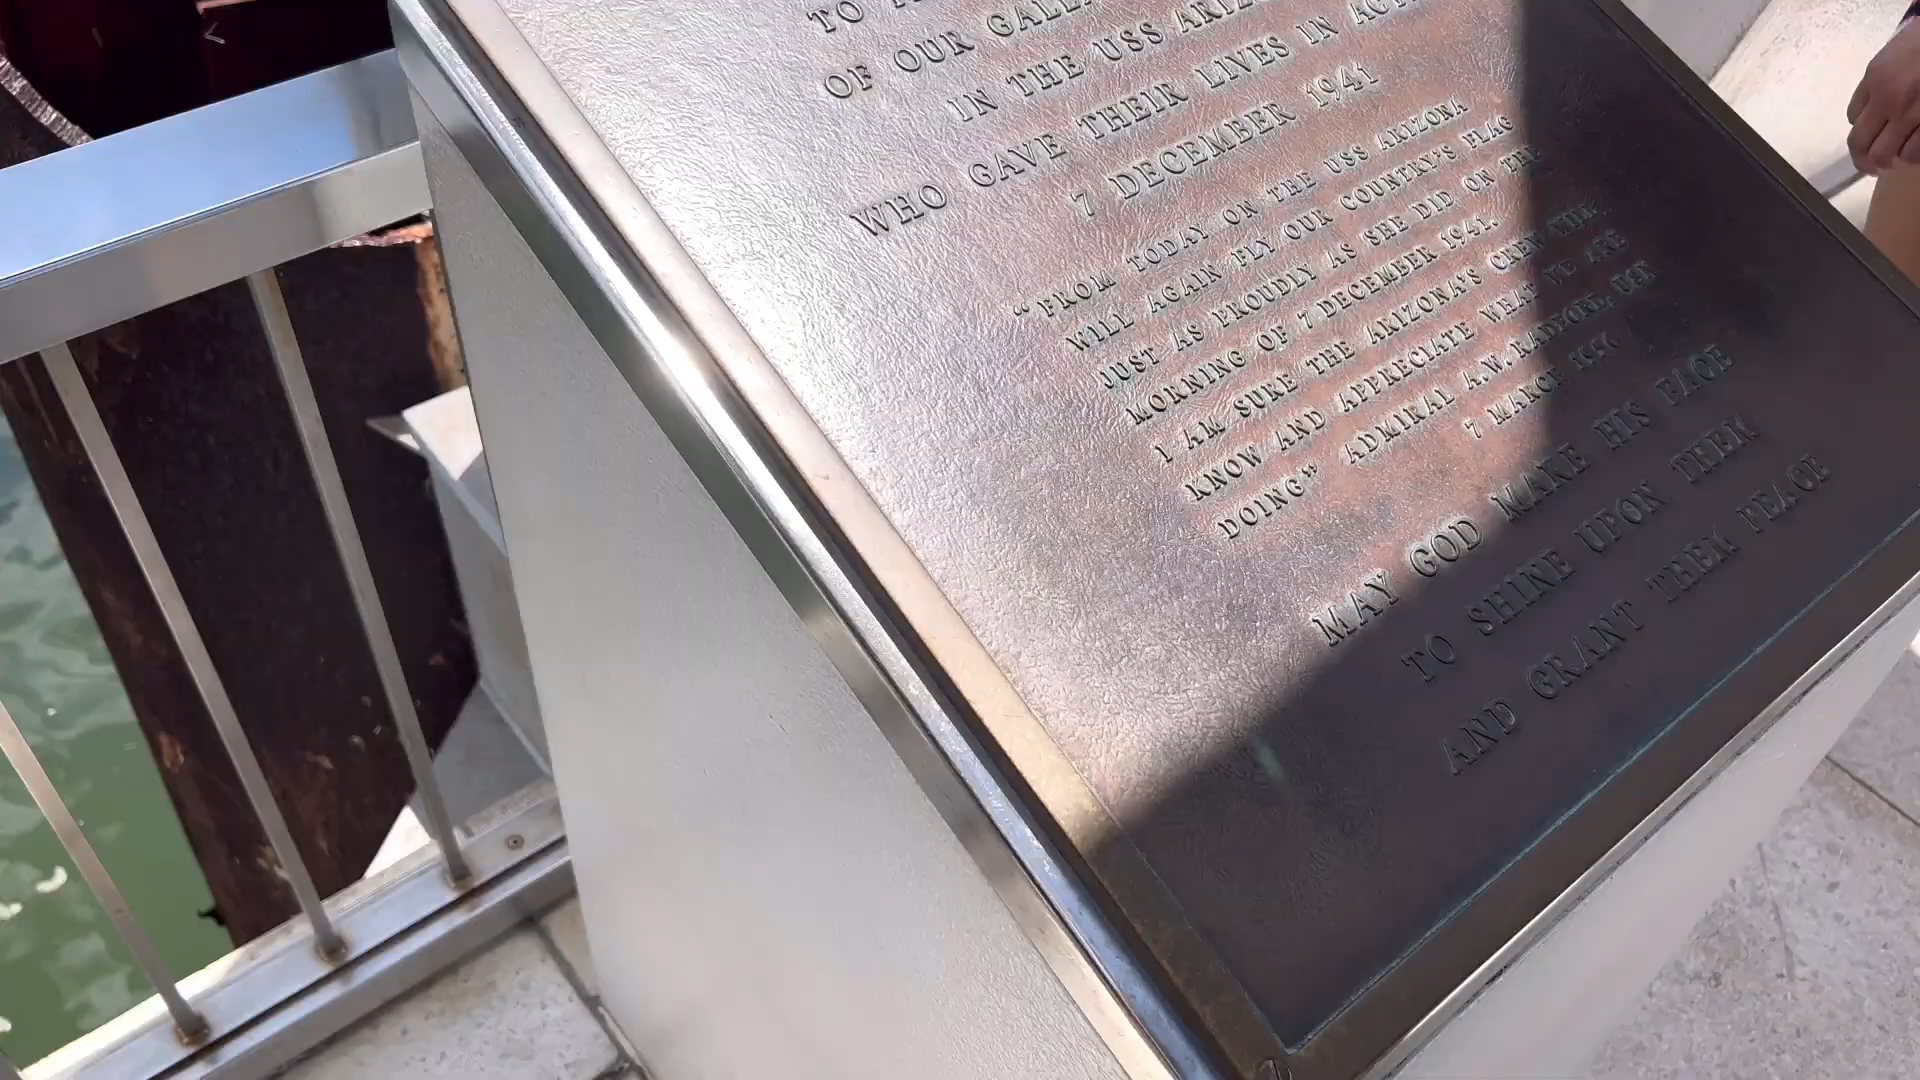 TO
OF OUR
IN THE USS
WHO GAVE THEIR LIVES IN
7 DECEMBER 1941
“FROM TODAY ON THE USS ARIZONA
WILL AGAIN FLY OUR COUNTRY'S FLAG
JUST AS PROUDLY AS SHE DID ON THE
MORNING OF 7 DECEMBER 1941.
I AM SURE THE ARIZONA'S CREW WILL
KNOW AND APPRECIATE WHAT WE ARE
DOING” ADMIRAL A.W. RADFORD, USN
7 MARCH
MAY GOD MAKE HIS FACE
TO SHINE UPON THEM
AND GRANT THEM PEACE